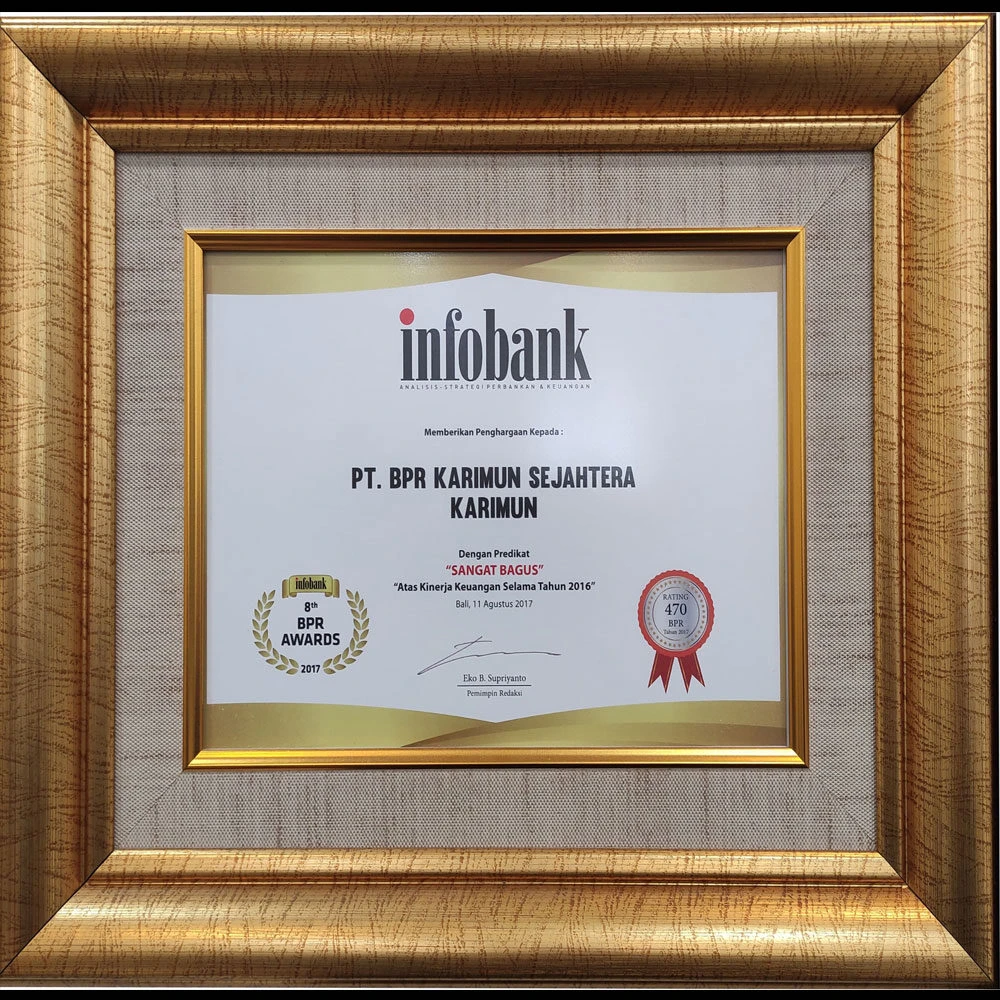 infobank
ANALISIS - STRATEGI PERBANKAN & KEUANGAN
Memberikan Penghargaan Kepada :
PT. BPR KARIMUN SEJAHTERA
KARIMUN
Dengan Predikat
"SANGAT BAGUS"
"Atas Kinerja Keuangan Selama Tahun 2016"
Bali, 11 Agustus 2017
infobank
8th
BPR
AWARDS
2017
RATING
470
BPR
Tahun 2017
Eko B. Supriyanto
Pemimpin Redaksi